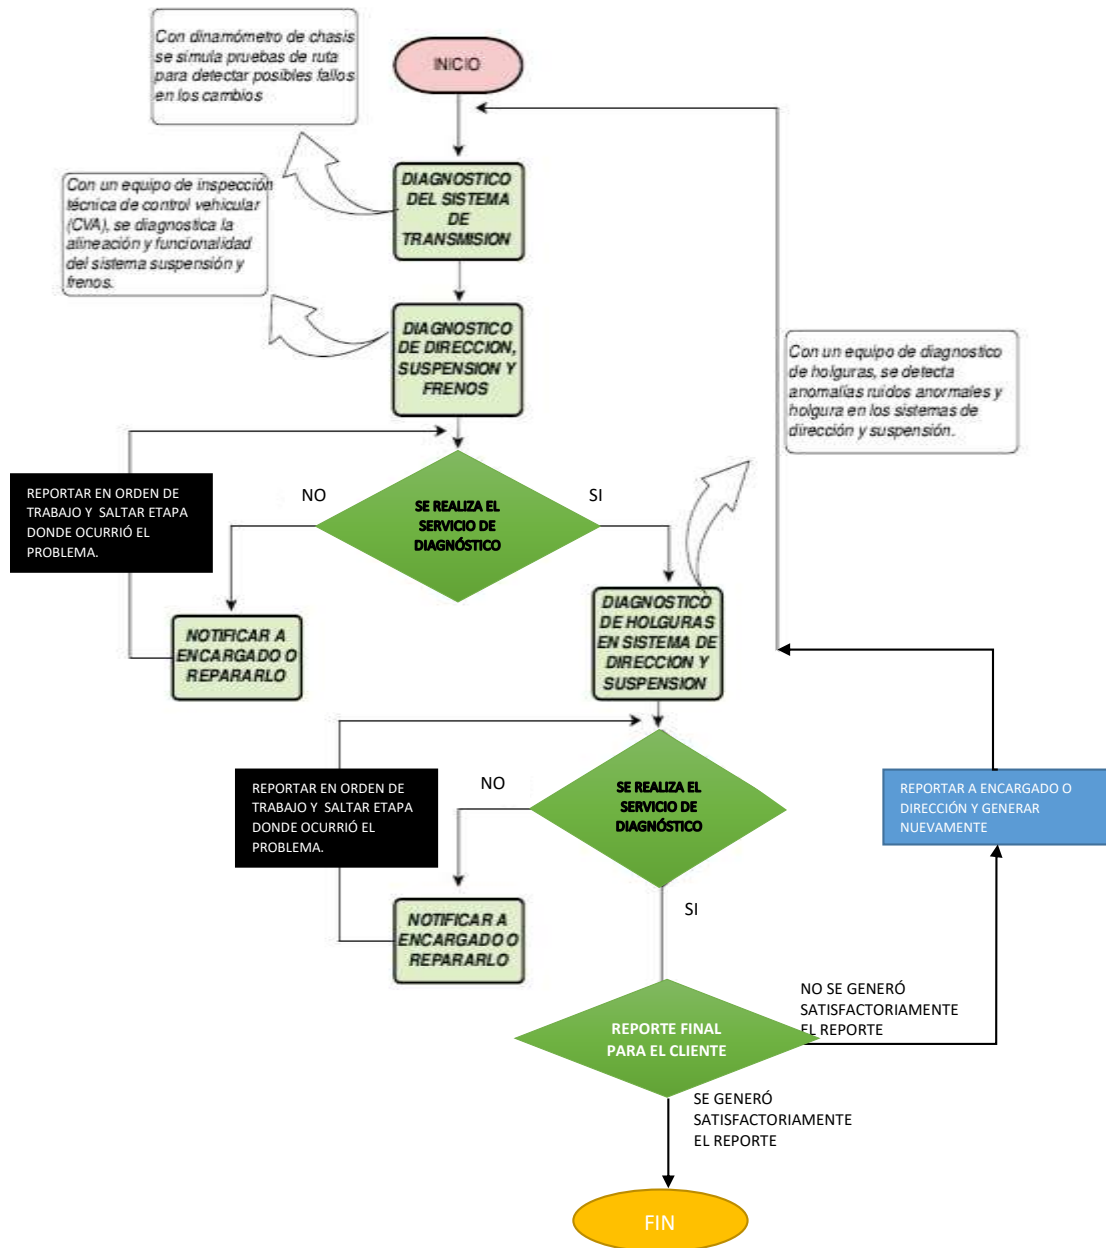 Con dinamómetro de chasis
se simula pruebas de ruta
para detectar posibles fallos
en los cambios
INICIO
DIAGNOSTICO
DEL SISTEMA
DE
TRANSMISION
Con un equipo de inspección
técnica de control vehicular
(CVA), se diagnostica la
alineación y funcionalidad
del sistema suspensión y
frenos.
DIAGNOSTICO
DE DIRECCION,
SUSPENSION Y
FRENOS
Con un equipo de diagnostico
de holguras, se detecta
anomalías ruidos anormales y
holgura en los sistemas de
dirección y suspensión.
REPORTAR EN ORDEN DE
TRABAJO Y SALTAR ETAPA
DONDE OCURRIÓ EL
PROBLEMA.
NO
SE REALIZA EL
SERVICIO DE
DIAGNÓSTICO
SI
NOTIFICAR A
ENCARGADO O
REPARARLO
DIAGNOSTICO
DE HOLGURAS
EN SISTEMA DE
DIRECCION Y
SUSPENSION
REPORTAR EN ORDEN DE
TRABAJO Y SALTAR ETAPA
DONDE OCURRIÓ EL
PROBLEMA.
NO
SE REALIZA EL
SERVICIO DE
DIAGNÓSTICO
REPORTAR A ENCARGADO O
DIRECCIÓN Y GENERAR
NUEVAMENTE
SI
NOTIFICAR A
ENCARGADO O
REPARARLO
NO SE GENERÓ
SATISFACTORIAMENTE
EL REPORTE
REPORTE FINAL
PARA EL CLIENTE
SE GENERÓ
SATISFACTORIAMENTE
EL REPORTE
FIN